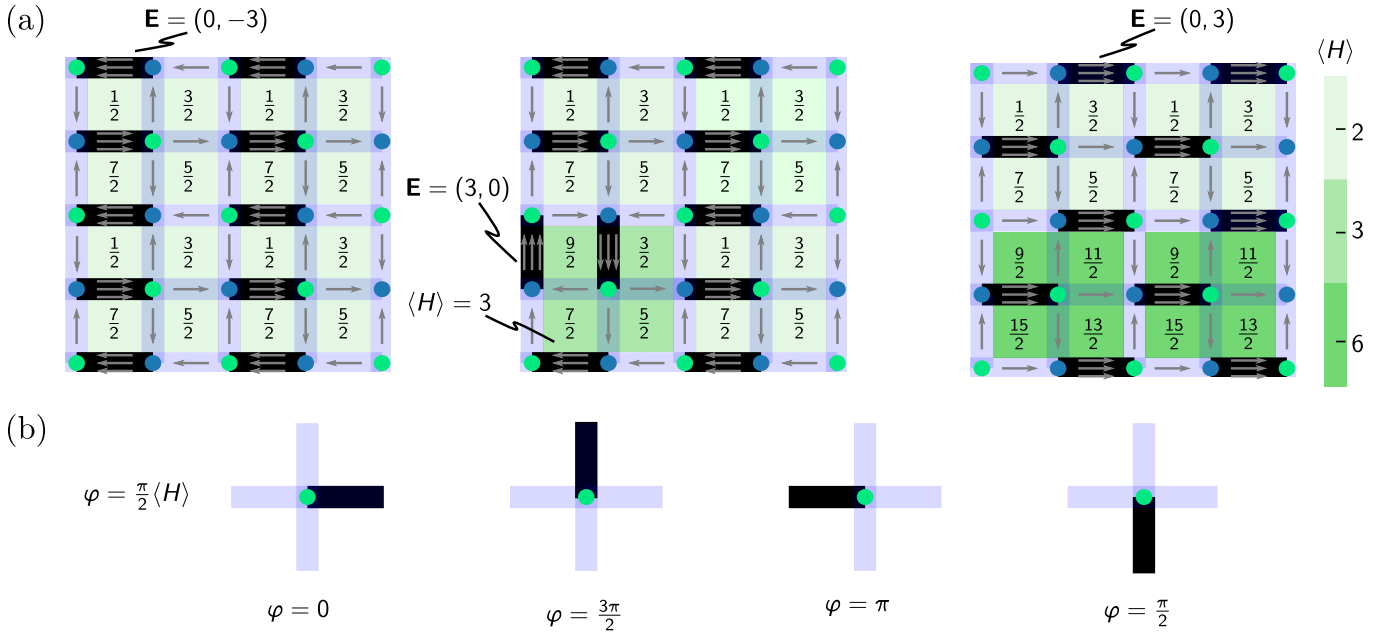 (a)
E = (0, −3)
E = (0, 3)
⟨H⟩
1/2 3/2 1/2 3/2
7/2 5/2 7/2 5/2
1/2 3/2 1/2 3/2
7/2 5/2 7/2 5/2
E = (3, 0)
⟨H⟩ = 3
1/2 3/2 1/2 3/2
7/2 5/2 7/2 5/2
9/2 3/2 1/2 3/2
7/2 5/2 7/2 5/2
1/2 3/2 1/2 3/2
7/2 5/2 7/2 5/2
9/2 11/2 9/2 11/2
15/2 13/2 15/2 13/2
2
3
6
(b)
φ = π/2 ⟨H⟩
φ = 0
φ = 3π/2
φ = π
φ = π/2